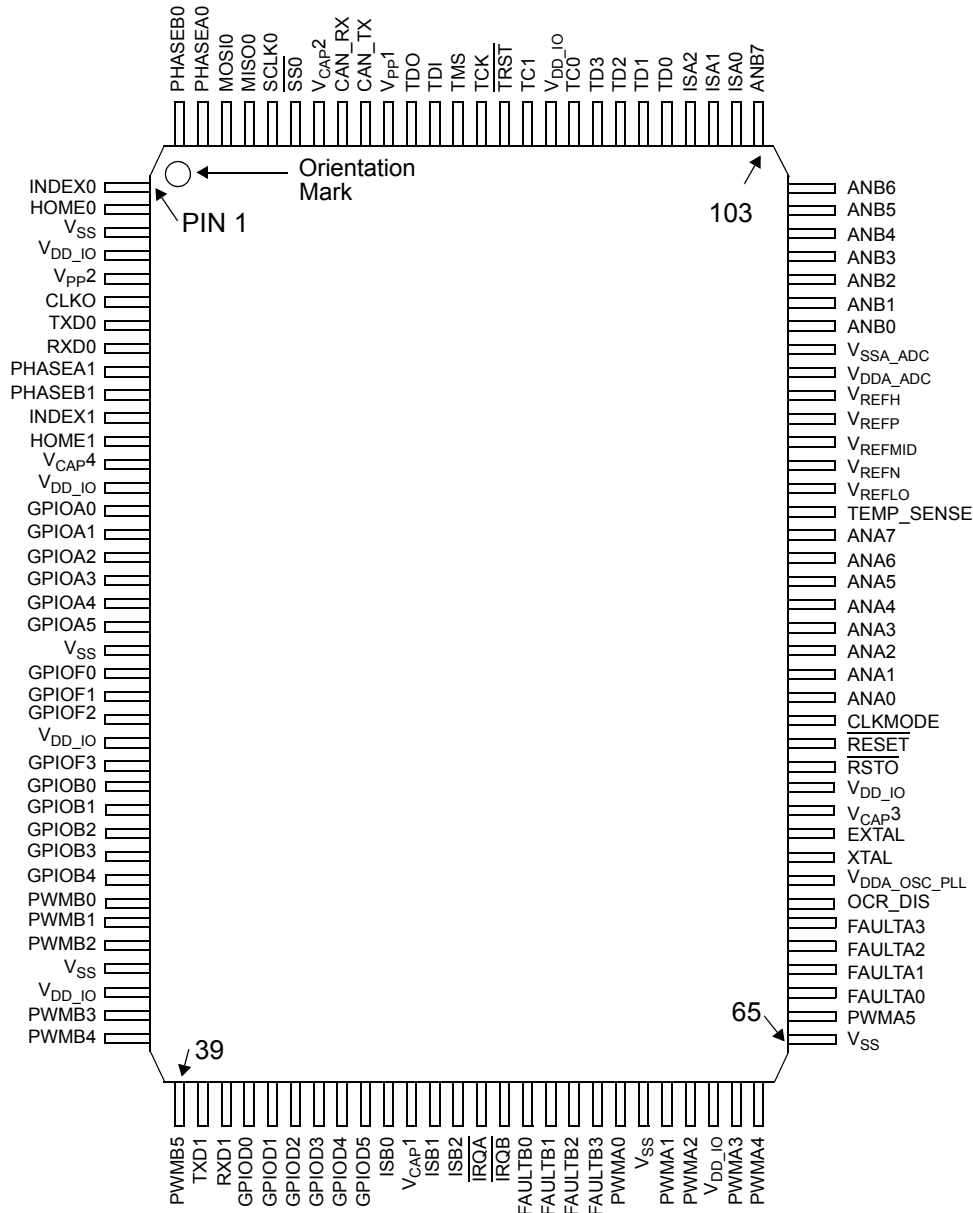 PHASEB0
PHASEA0
MOSI0
MISO0
SCLK0
SS0
VCAP2
CAN_RX
CAN_TX
VPP1
TDO
TDI
TMS
TCK
TRST
TC1
VDD_IO
TC0
TD3
TD2
TD1
TD0
ISA2
ISA1
ISA0
ANB7
Orientation
Mark
PIN 1
103
INDEX0
HOME0
VSS
VDD_IO
VPP2
CLKO
TXD0
RXD0
PHASEA1
PHASEB1
INDEX1
HOME1
VCAP4
VDD_IO
GPIOA0
GPIOA1
GPIOA2
GPIOA3
GPIOA4
GPIOA5
VSS
GPIOF0
GPIOF1
GPIOF2
VDD_IO
GPIOF3
GPIOB0
GPIOB1
GPIOB2
GPIOB3
GPIOB4
PWMB0
PWMB1
PWMB2
VSS
VDD_IO
PWMB3
PWMB4
ANB6
ANB5
ANB4
ANB3
ANB2
ANB1
ANB0
VSSA_ADC
VDDA_ADC
VREFH
VREFP
VREFMID
VREFN
VREFLO
TEMP_SENSE
ANA7
ANA6
ANA5
ANA4
ANA3
ANA2
ANA1
ANA0
CLKMODE
RESET
RSTO
VDD_IO
VCAP3
EXTAL
XTAL
VDDA_OSC_PLL
OCR_DIS
FAULTA3
FAULTA2
FAULTA1
FAULTA0
PWMA5
VSS
39
65
PWMB5
TXD1
RXD1
GPIOD0
GPIOD1
GPIOD2
GPIOD3
GPIOD4
GPIOD5
ISB0
VCAP1
ISB1
ISB2
IRQA
IRQB
FAULTB0
FAULTB1
FAULTB2
FAULTB3
PWMA0
VSS
PWMA1
PWMA2
VDD_IO
PWMA3
PWMA4